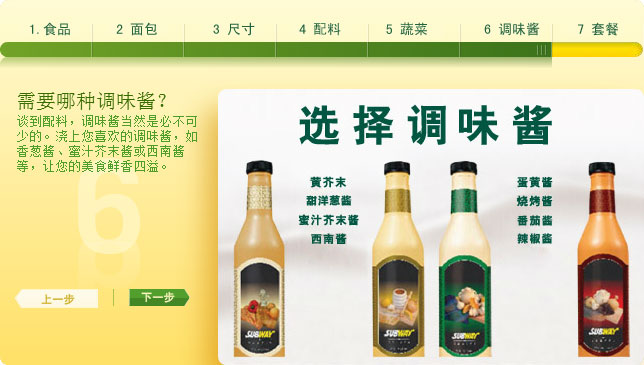 1. 食品
2 面包
3 尺寸
4 配料
5 蔬菜
6 调味酱
7 套餐
需要哪种调味酱？
谈到配料，调味酱当然是必不可
少的。浇上您喜欢的调味酱，如
香葱酱、蜜汁芥末酱或西南酱
等，让您的美食鲜香四溢。
6
上一步
下一步
选择调味酱
黄芥末
甜洋葱酱
蜜汁芥末酱
西南酱
蛋黄酱
烧烤酱
番茄酱
辣椒酱
SUBWAY
SUBWAY
SUBWAY
SUBWAY